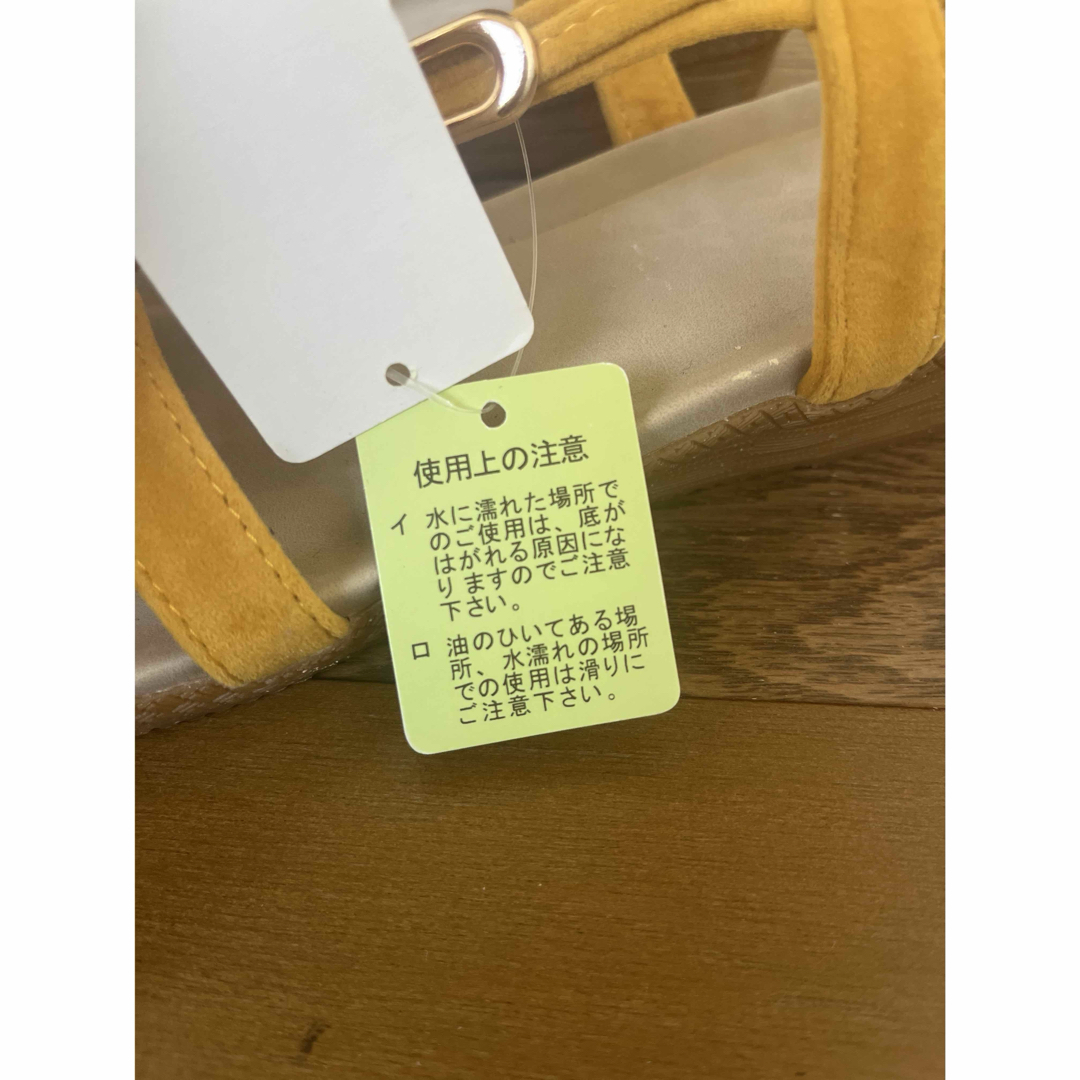 使用上の注意
イ 水に濡れた場所で
のご使用は、底が
はがれる原因にな
りますのでご注意
下さい。
ロ 油のひいてある場
所、水濡れの場所
での使用は滑りに
ご注意下さい。